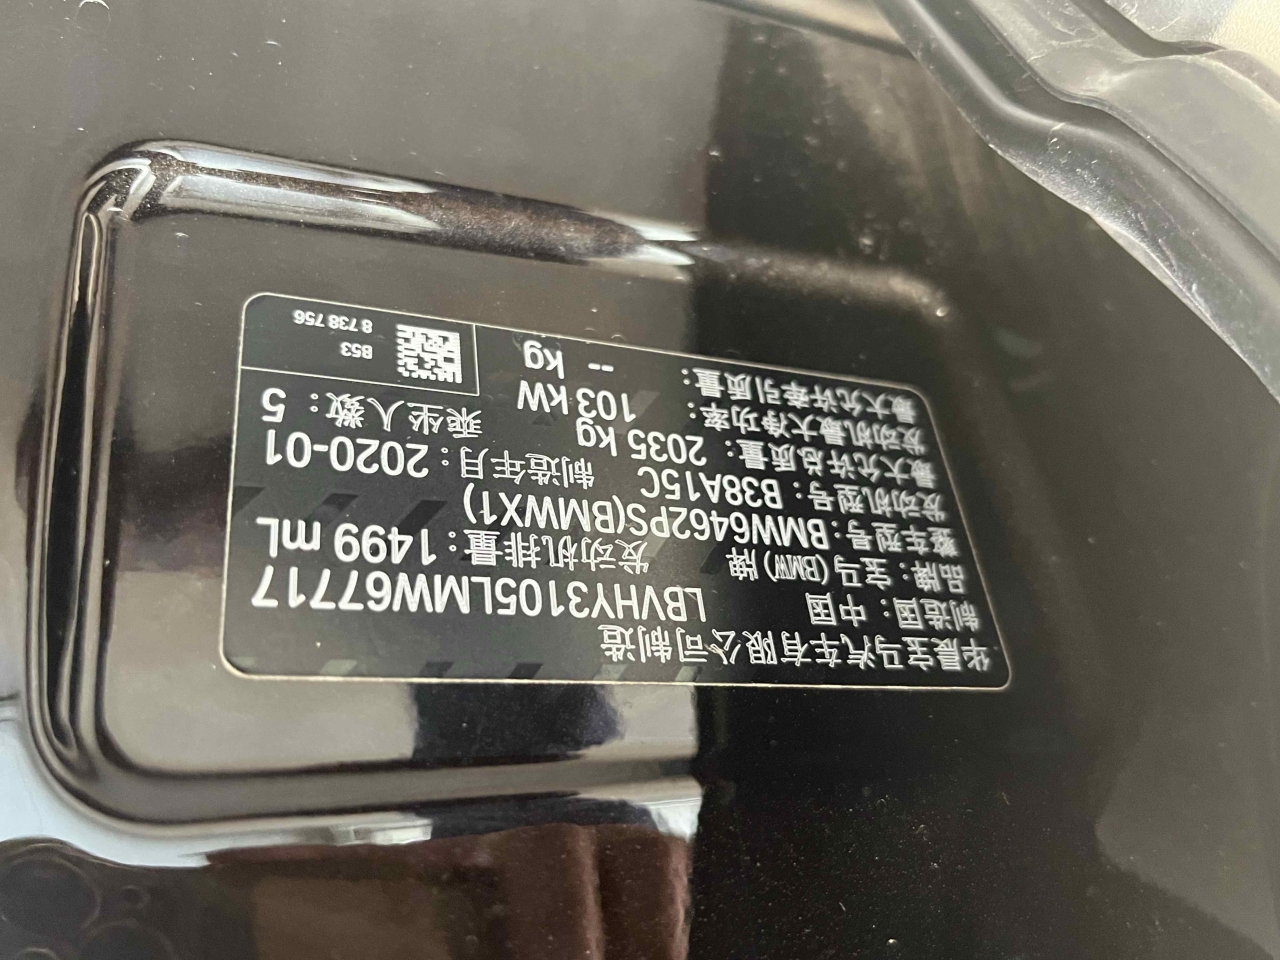 华晨宝马汽车有限公司制造
制造国：中国 LBVHY3105LMW67717
品牌：宝马(BMW)牌 发动机排量：1499 mL
整车型号：BMW6462PS(BMWX1)
发动机型号：B38A15C 制造年月：2020-01
最大允许总质量：2035 kg 乘坐人数：5
发动机最大净功率：103 kW
最大允许牵引质量：-- kg
B53
8 738 756